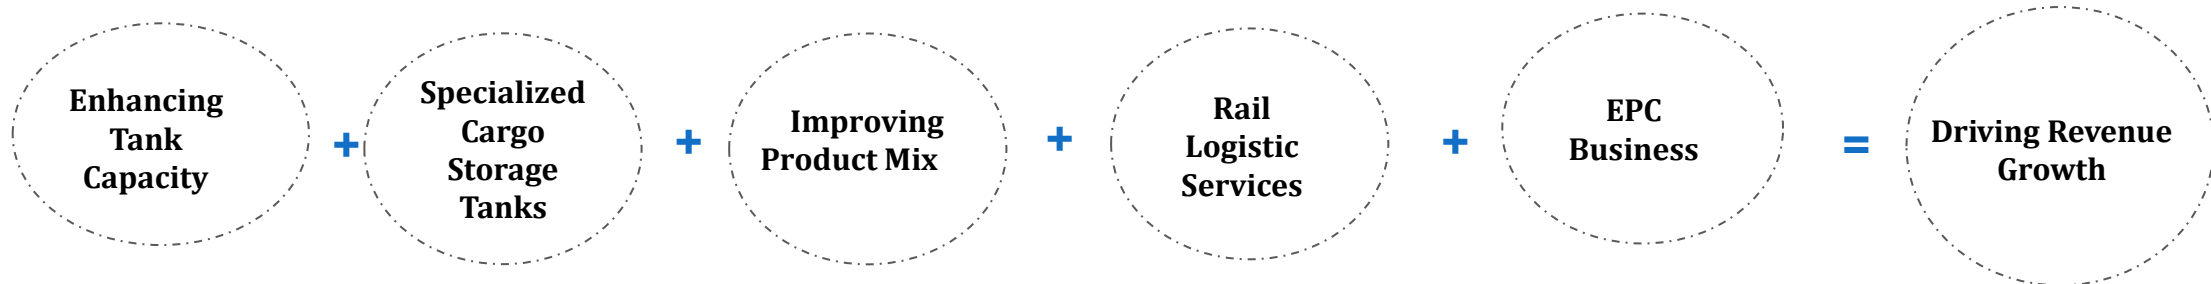 Enhancing
Tank
Capacity
+
Specialized
Cargo
Storage
Tanks
+
Improving
Product Mix
+
Rail
Logistic
Services
+
EPC
Business
=
Driving Revenue
Growth